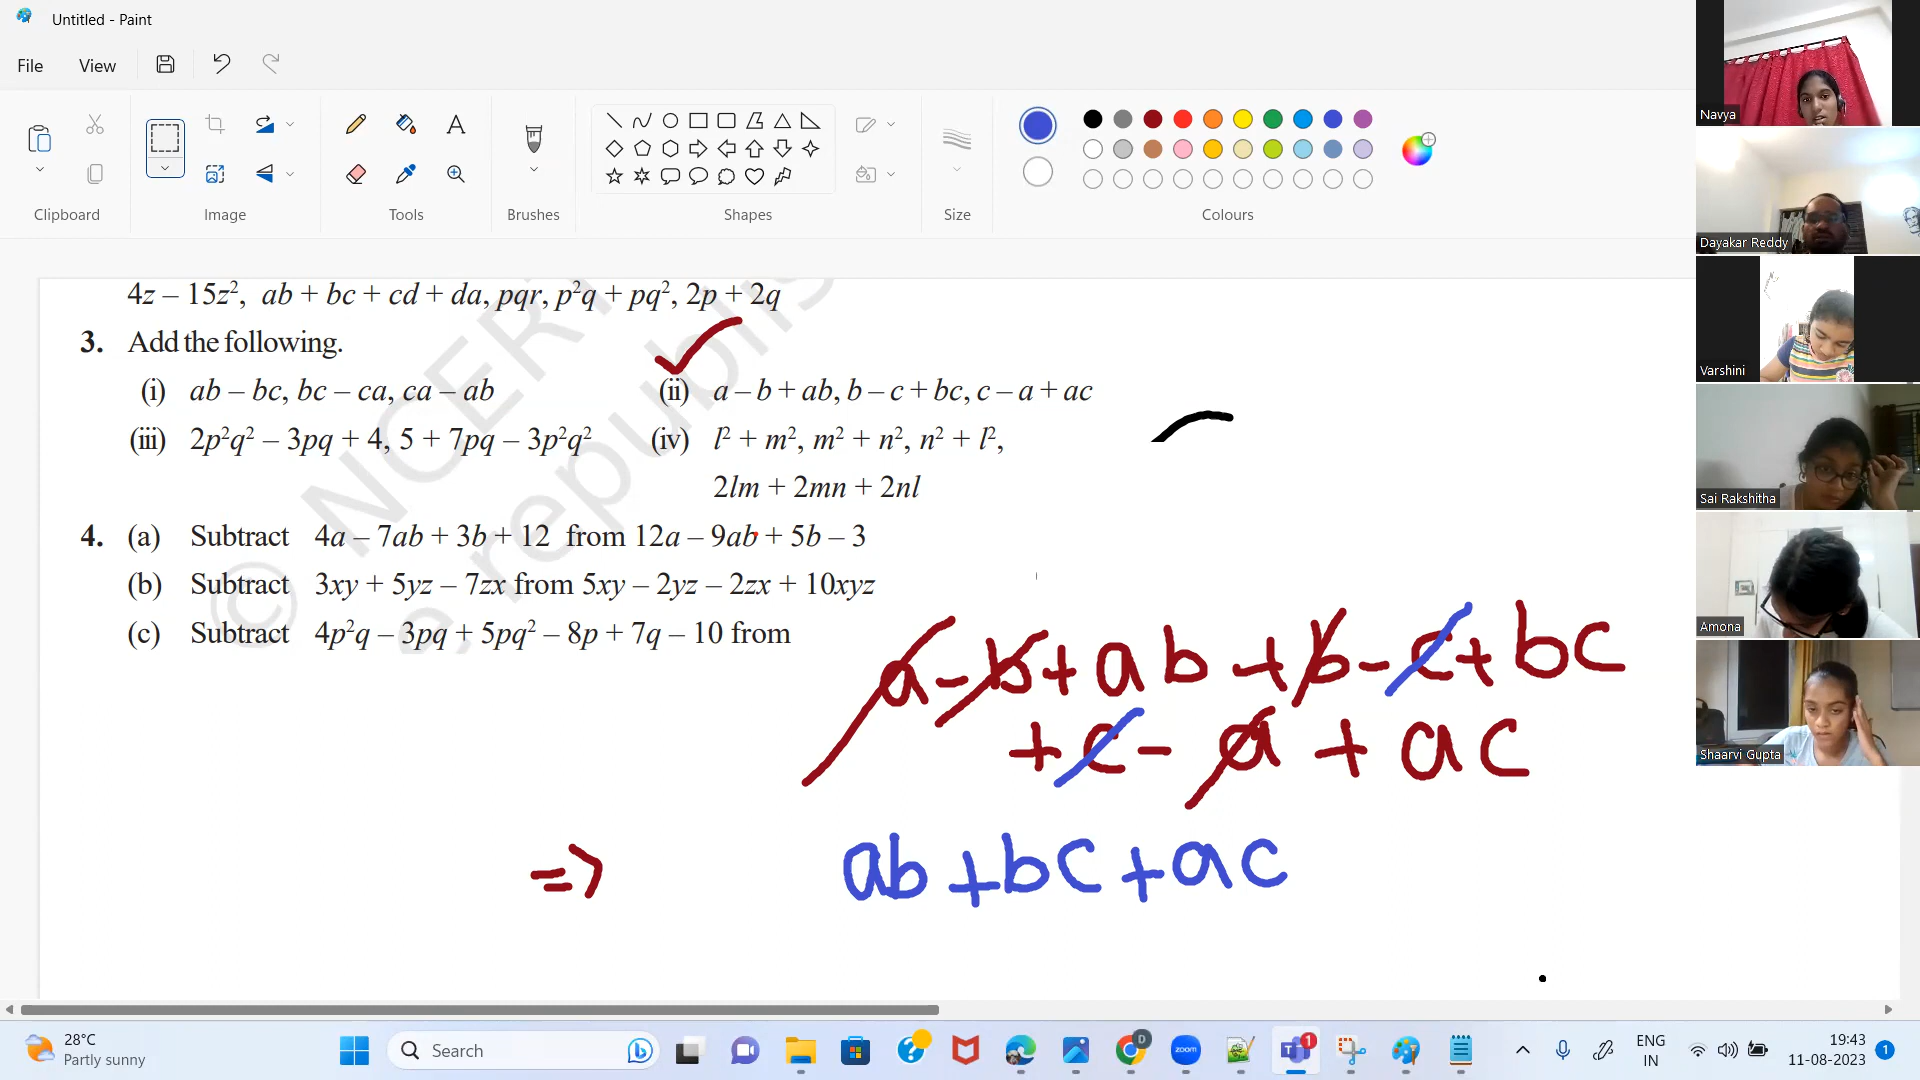 Untitled - Paint
File View
Clipboard Image Tools Brushes Shapes Size Colours
4z – 15z², ab + bc + cd + da, pqr, p²q + pq², 2p + 2q
3. Add the following.
(i) ab – bc, bc – ca, ca – ab (ii) a – b + ab, b – c + bc, c – a + ac
(iii) 2p²q² – 3pq + 4, 5 + 7pq – 3p²q² (iv) l² + m², m² + n², n² + l²,
2lm + 2mn + 2nl
4. (a) Subtract 4a – 7ab + 3b + 12 from 12a – 9ab + 5b – 3
(b) Subtract 3xy + 5yz – 7zx from 5xy – 2yz – 2zx + 10xyz
(c) Subtract 4p²q – 3pq + 5pq² – 8p + 7q – 10 from
© NCERT
republis
a - b + ab + b - c + bc
+ c - a + ac
=> ab + bc + ac
Navya
Dayakar Reddy
Varshini
Sai Rakshitha
Amona
Shaarvi Gupta
28°C
Partly sunny
Search
zoom
D
1
ENG
IN
19:43
11-08-2023
1